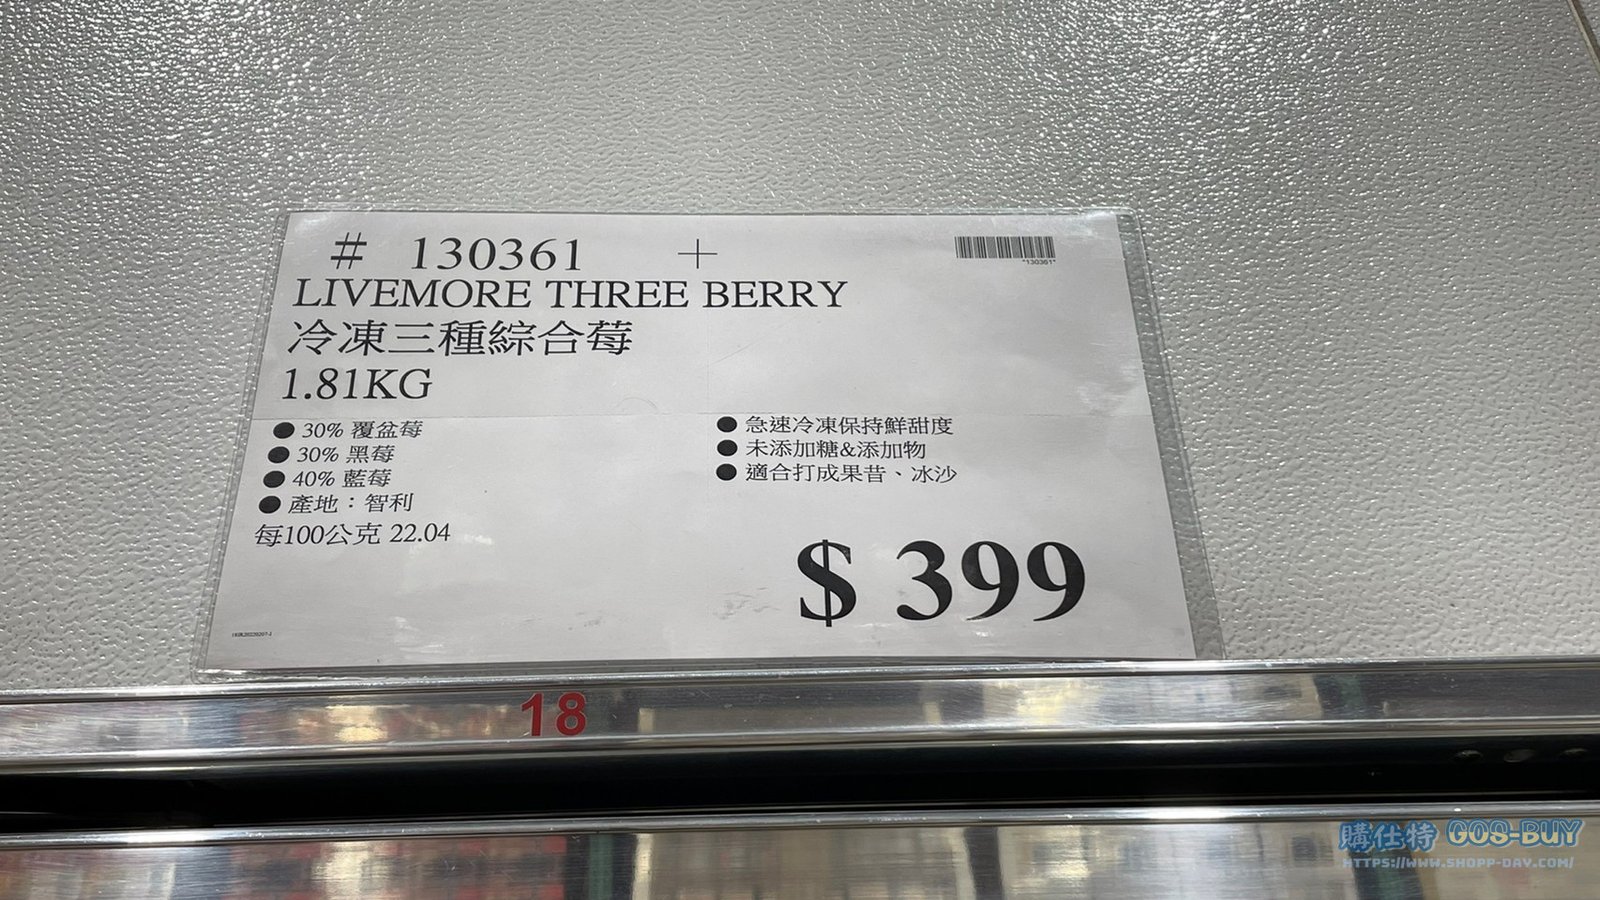 # 130361 +
"130361"
LIVEMORE THREE BERRY
冷凍三種綜合莓
1.81KG
● 30% 覆盆莓
● 30% 黑莓
● 40% 藍莓
● 產地：智利
每100公克 22.04
● 急速冷凍保持鮮甜度
● 未添加糖&添加物
● 適合打成果昔、冰沙
$ 399
18
購仕特 GOS-BUY
HTTPS://WWW.SHOPP-DAY.COM/